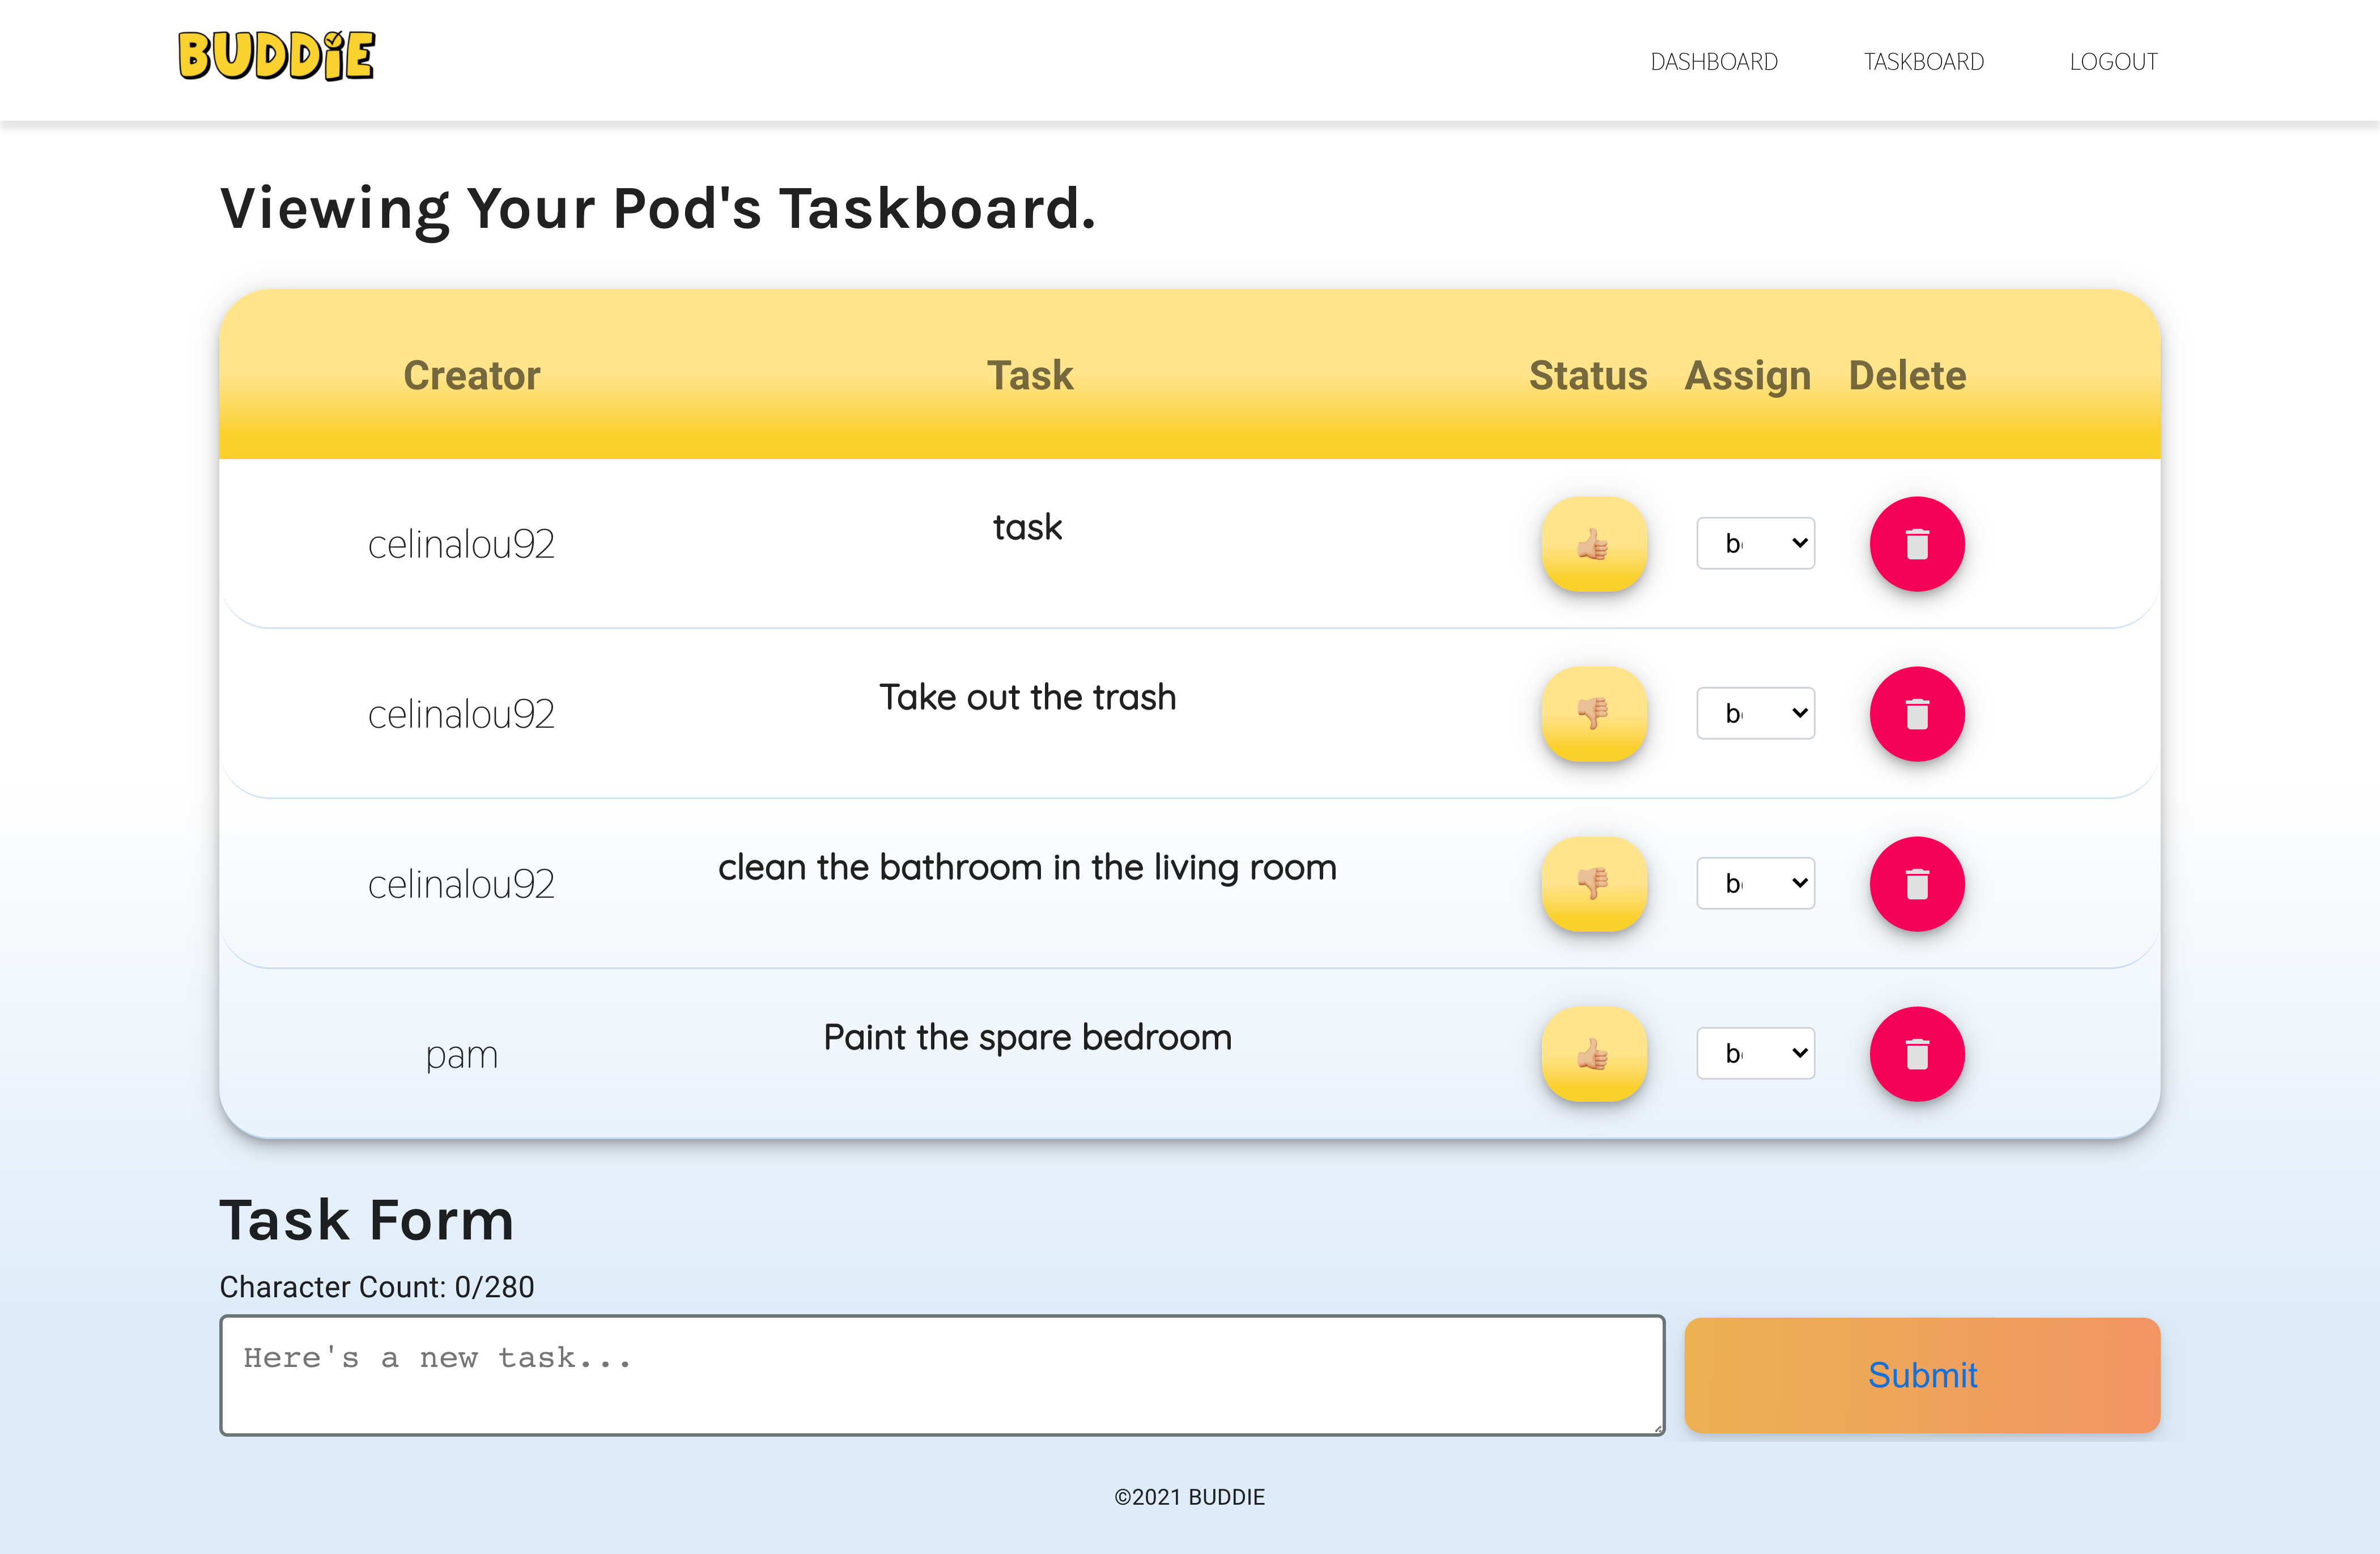 BUDDiE
DASHBOARD TASKBOARD LOGOUT
Viewing Your Pod's Taskboard.
Creator Task Status Assign Delete
celinalou92 task
celinalou92 Take out the trash
celinalou92 clean the bathroom in the living room
pam Paint the spare bedroom
Task Form
Character Count: 0/280
Here's a new task...
Submit
©2021 BUDDIE